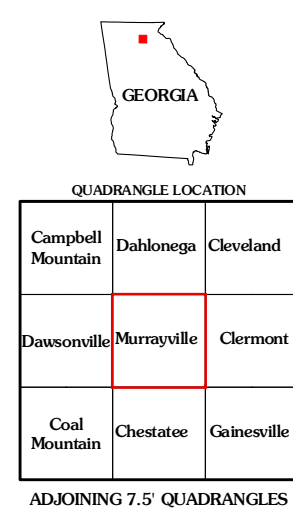 GEORGIA
QUADRANGLE LOCATION
Campbell
Mountain
Dahlonega
Cleveland
Dawsonville
Murrayville
Clermont
Coal
Mountain
Chestatee
Gainesville
ADJOINING 7.5' QUADRANGLES